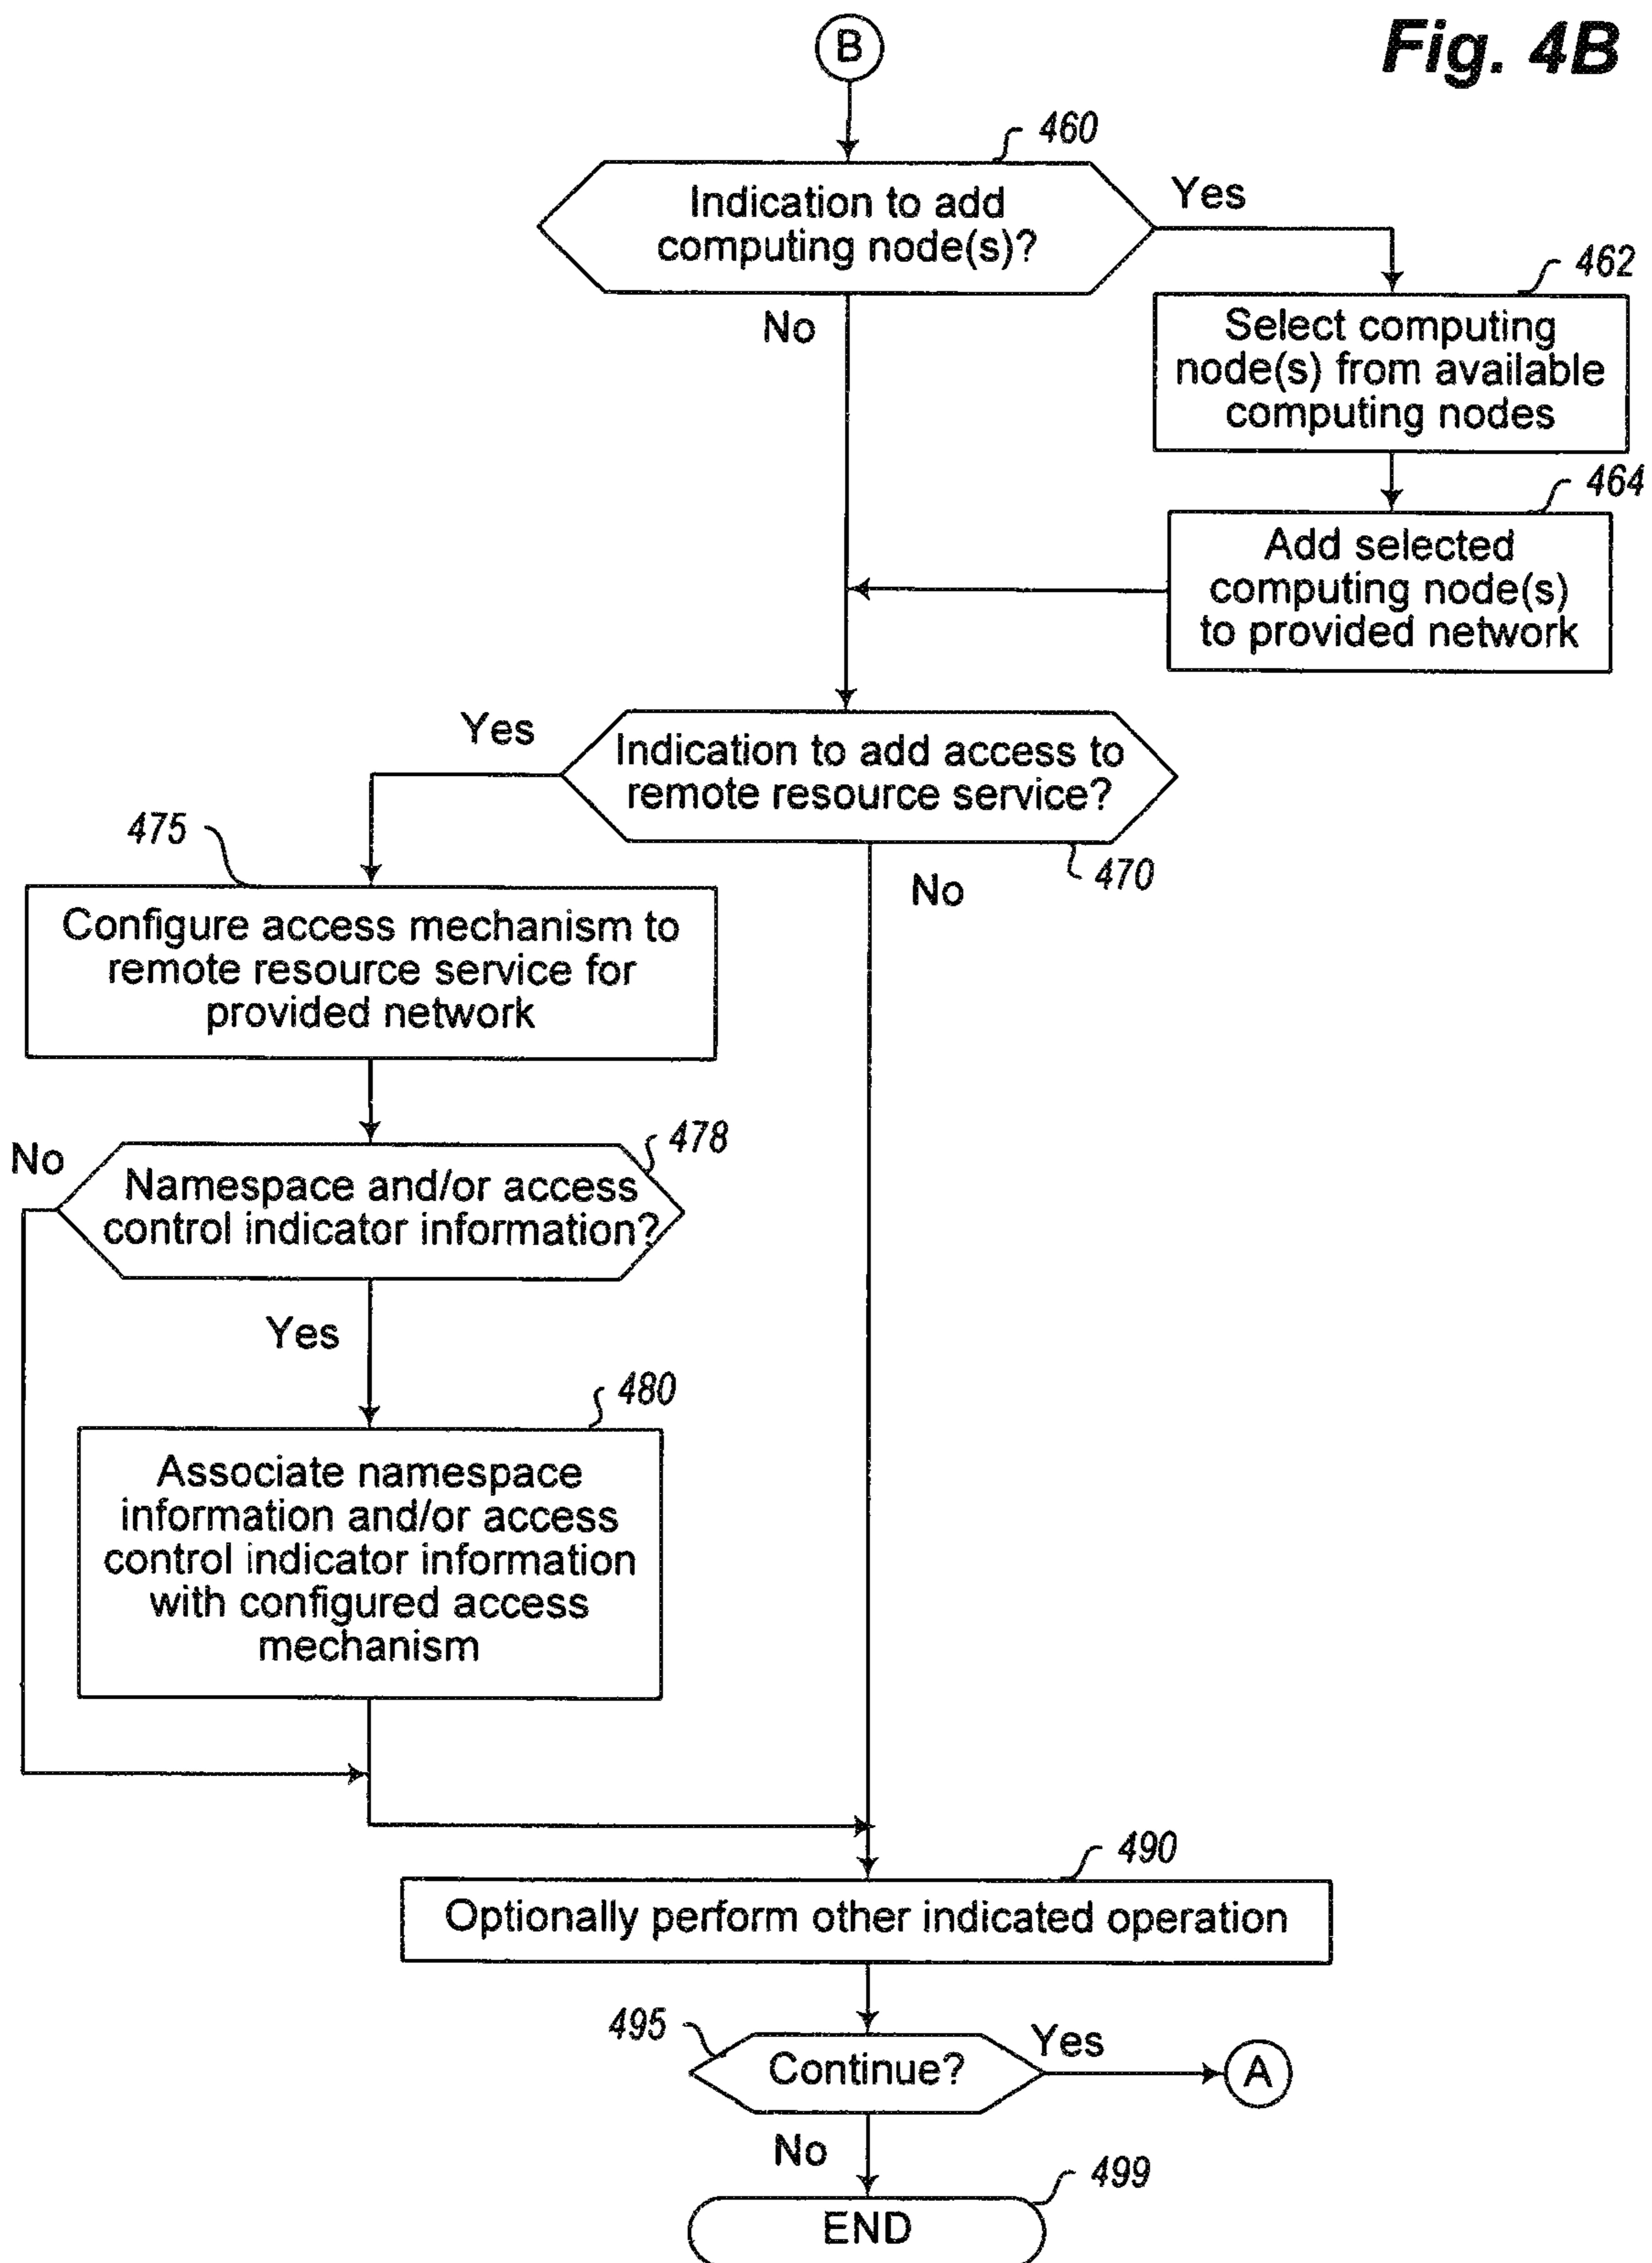 Fig. 4B
B
460
Indication to add
computing node(s)?
Yes
No
462
Select computing
node(s) from available
computing nodes
464
Add selected
computing node(s)
to provided network
Yes
Indication to add access to
remote resource service?
470
No
475
Configure access mechanism to
remote resource service for
provided network
478
No
Namespace and/or access
control indicator information?
Yes
480
Associate namespace
information and/or access
control indicator information
with configured access
mechanism
490
Optionally perform other indicated operation
495
Continue?
Yes
A
No
499
END